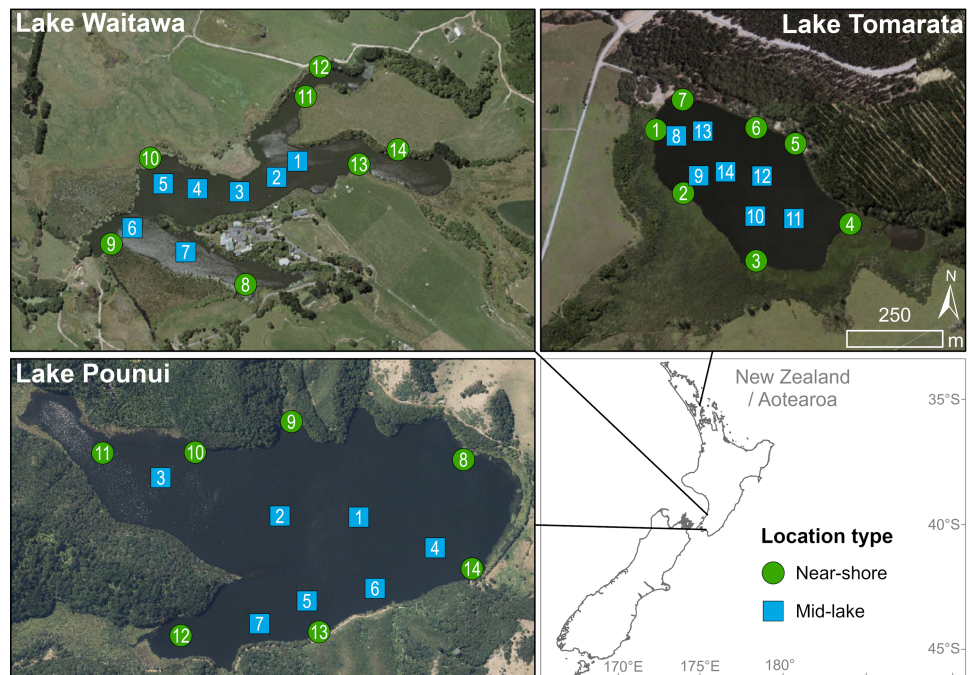 Lake Waitawa
12
11
14
10
13
1
2
5
4
3
6
9
7
8
Lake Tomarata
7
1
8
13
6
5
9
14
12
2
10
11
4
3
N
250
m
Lake Pounui
9
11
10
8
3
2
1
4
14
6
5
7
12
13
New Zealand
/ Aotearoa
35°S
40°S
45°S
170°E
175°E
180°
Location type
Near-shore
Mid-lake